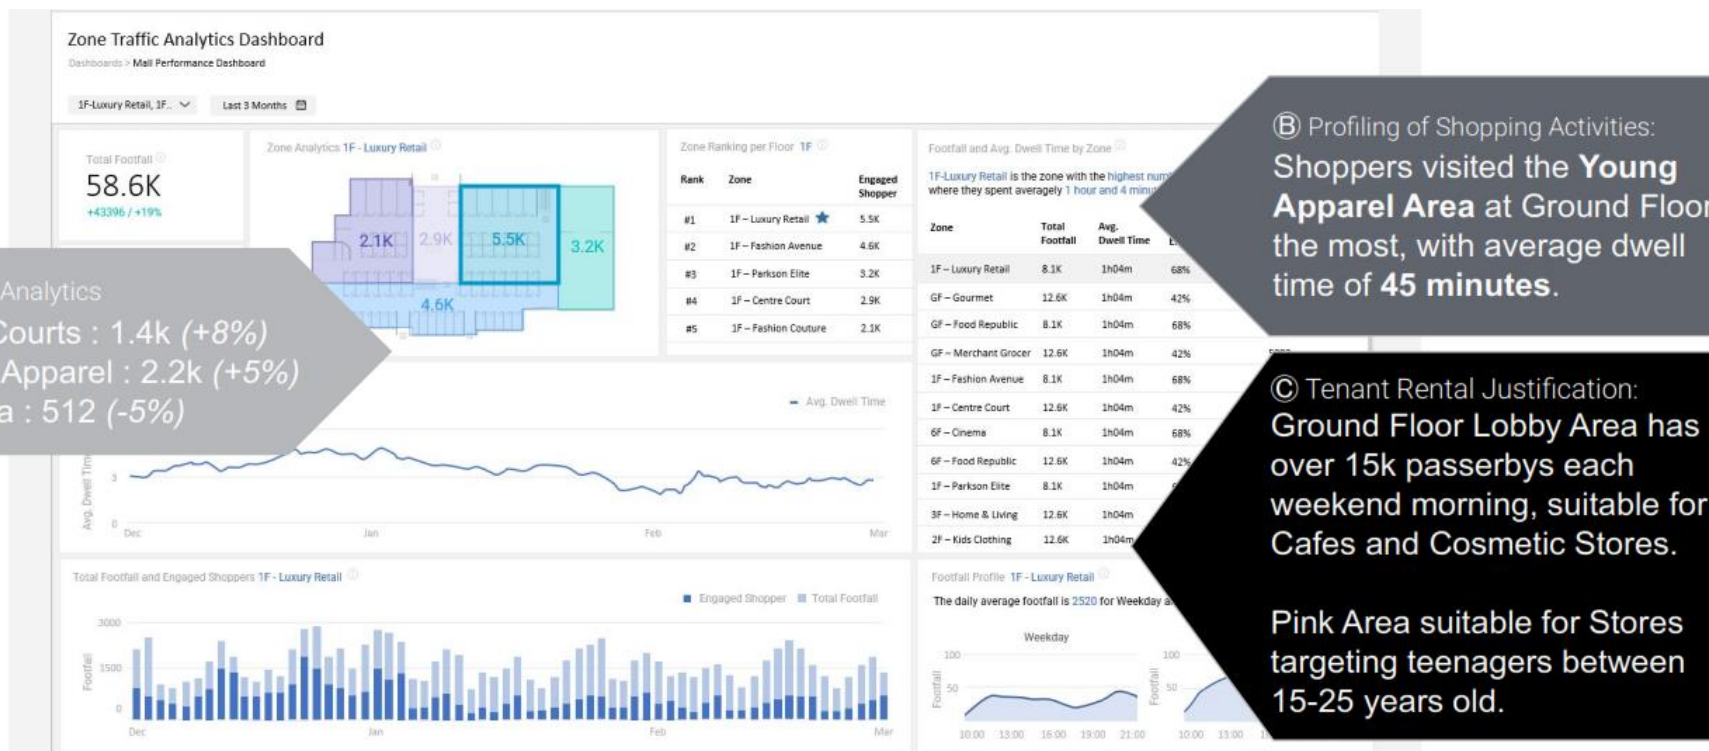 Zone Traffic Analytics Dashboard
Dashboards > Mall Performance Dashboard
1F-Luxury Retail, 1F..
Last 3 Months
Total Footfall
58.6K
+43396 / +19%
Zone Analytics 1F - Luxury Retail
2.1K
2.9K
5.5K
3.2K
4.6K
Zone Ranking per Floor 1F
Rank Zone Engaged Shopper
#1 1F – Luxury Retail 5.5K
#2 1F – Fashion Avenue 4.6K
#3 1F – Parkson Elite 3.2K
#4 1F – Centre Court 2.9K
#5 1F – Fashion Couture 2.1K
Footfall and Avg. Dwell Time by Zone
1F-Luxury Retail is the zone with the highest
where they spent averagely 1 hour and 4
Zone Total Footfall Avg. Dwell Time
1F – Luxury Retail 8.1K 1h04m 68%
GF – Gourmet 12.6K 1h04m 42%
GF – Food Republic 8.1K 1h04m 68%
GF – Merchant Grocer 12.6K 1h04m 42%
1F – Fashion Avenue 8.1K 1h04m 68%
1F – Centre Court 12.6K 1h04m 42%
6F – Cinema 8.1K 1h04m 68%
6F – Food Republic 12.6K 1h04m 42%
1F – Parkson Elite 8.1K 1h04m
3F – Home & Living 12.6K 1h04m
2F – Kids Clothing 12.6K 1h04m
Analytics
Courts : 1.4k (+8%)
Apparel : 2.2k (+5%)
a : 512 (-5%)
Avg. Dwell Time
Avg. Dwell Time
3
0
Dec Jan Feb Mar
Total Footfall and Engaged Shoppers 1F - Luxury Retail
Engaged Shopper Total Footfall
Footfall
3000
1500
0
Dec Jan Feb Mar
Footfall Profile 1F - Luxury Retail
The daily average footfall is 2520 for Weekday
Weekday
Footfall
100
50
10:00 13:00 16:00 19:00 21:00
Footfall
100
50
10:00 13:00
Ⓑ Profiling of Shopping Activities:
Shoppers visited the Young
Apparel Area at Ground Floor
the most, with average dwell
time of 45 minutes.
Ⓒ Tenant Rental Justification:
Ground Floor Lobby Area has
over 15k passerbys each
weekend morning, suitable for
Cafes and Cosmetic Stores.
Pink Area suitable for Stores
targeting teenagers between
15-25 years old.